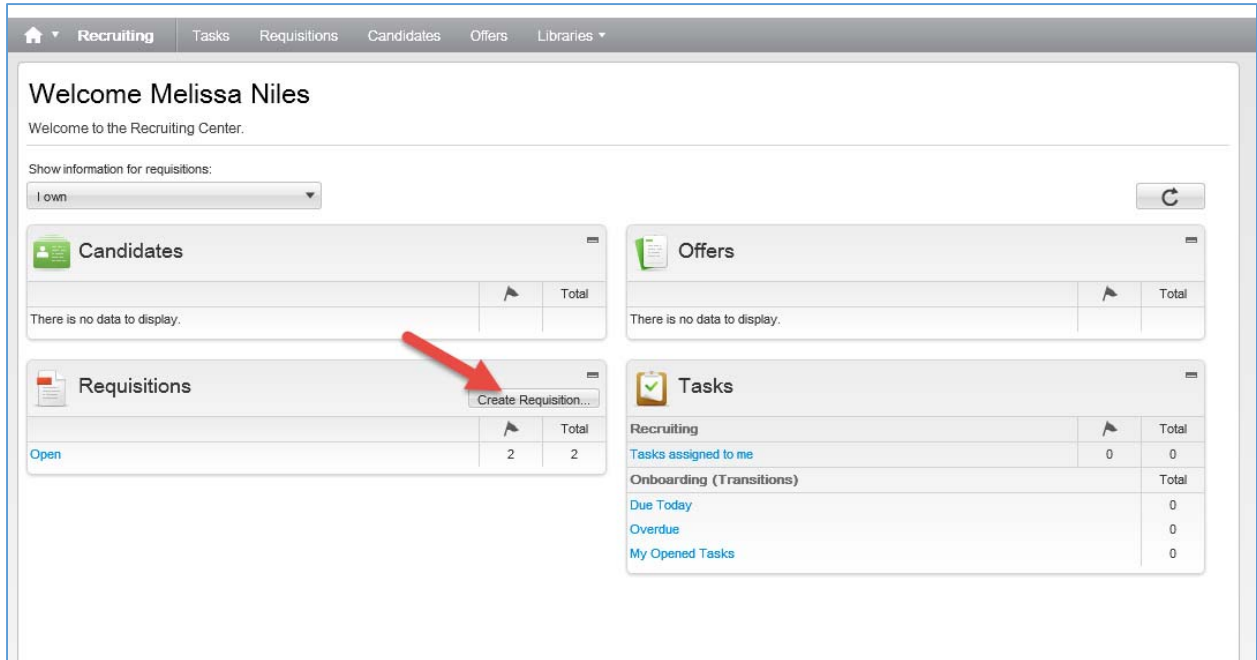 Recruiting Tasks Requisitions Candidates Offers Libraries
Welcome Melissa Niles
Welcome to the Recruiting Center.
Show information for requisitions:
I own
Candidates
Total
There is no data to display.
Offers
Total
There is no data to display.
Requisitions
Create Requisition...
Total
Open 2 2
Tasks
Recruiting Total
Tasks assigned to me 0 0
Onboarding (Transitions) Total
Due Today 0
Overdue 0
My Opened Tasks 0